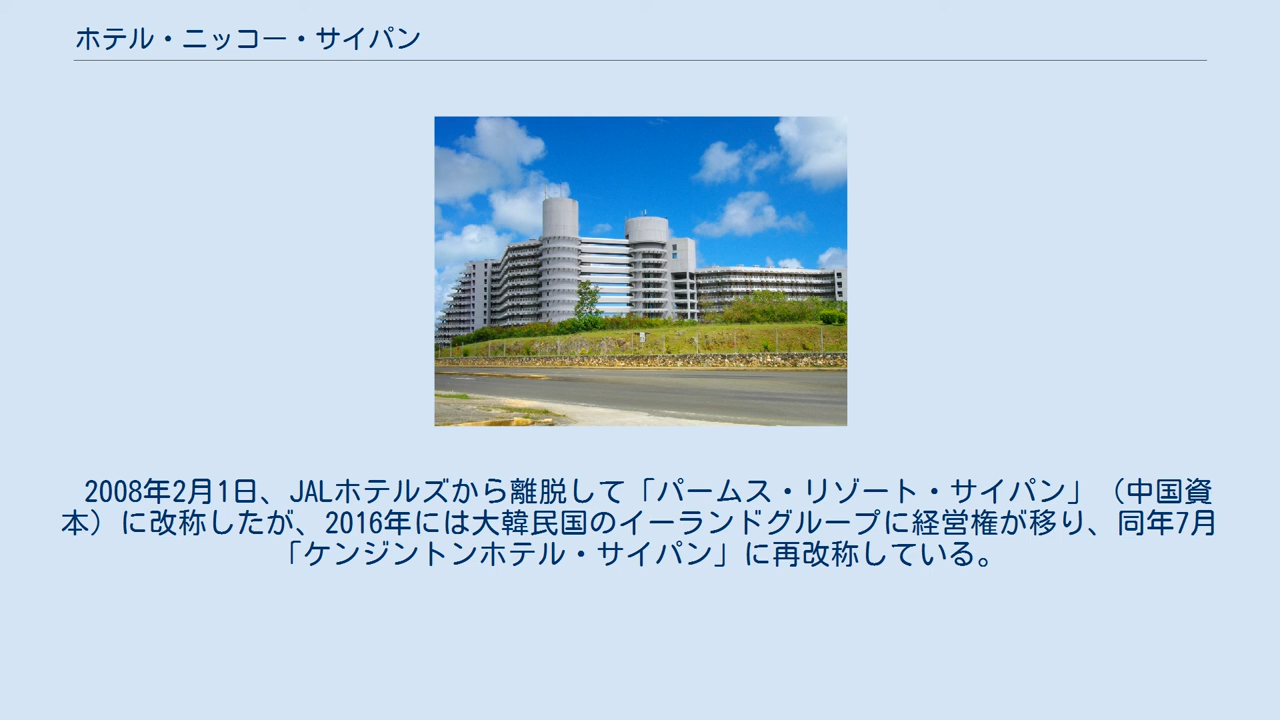 ホテル・ニッコー・サイパン
2008年2月1日、JALホテルズから離脱して「パームス・リゾート・サイパン」（中国資
本）に改称したが、2016年には大韓民国のイーランドグループに経営権が移り、同年7月
「ケンジントンホテル・サイパン」に再改称している。